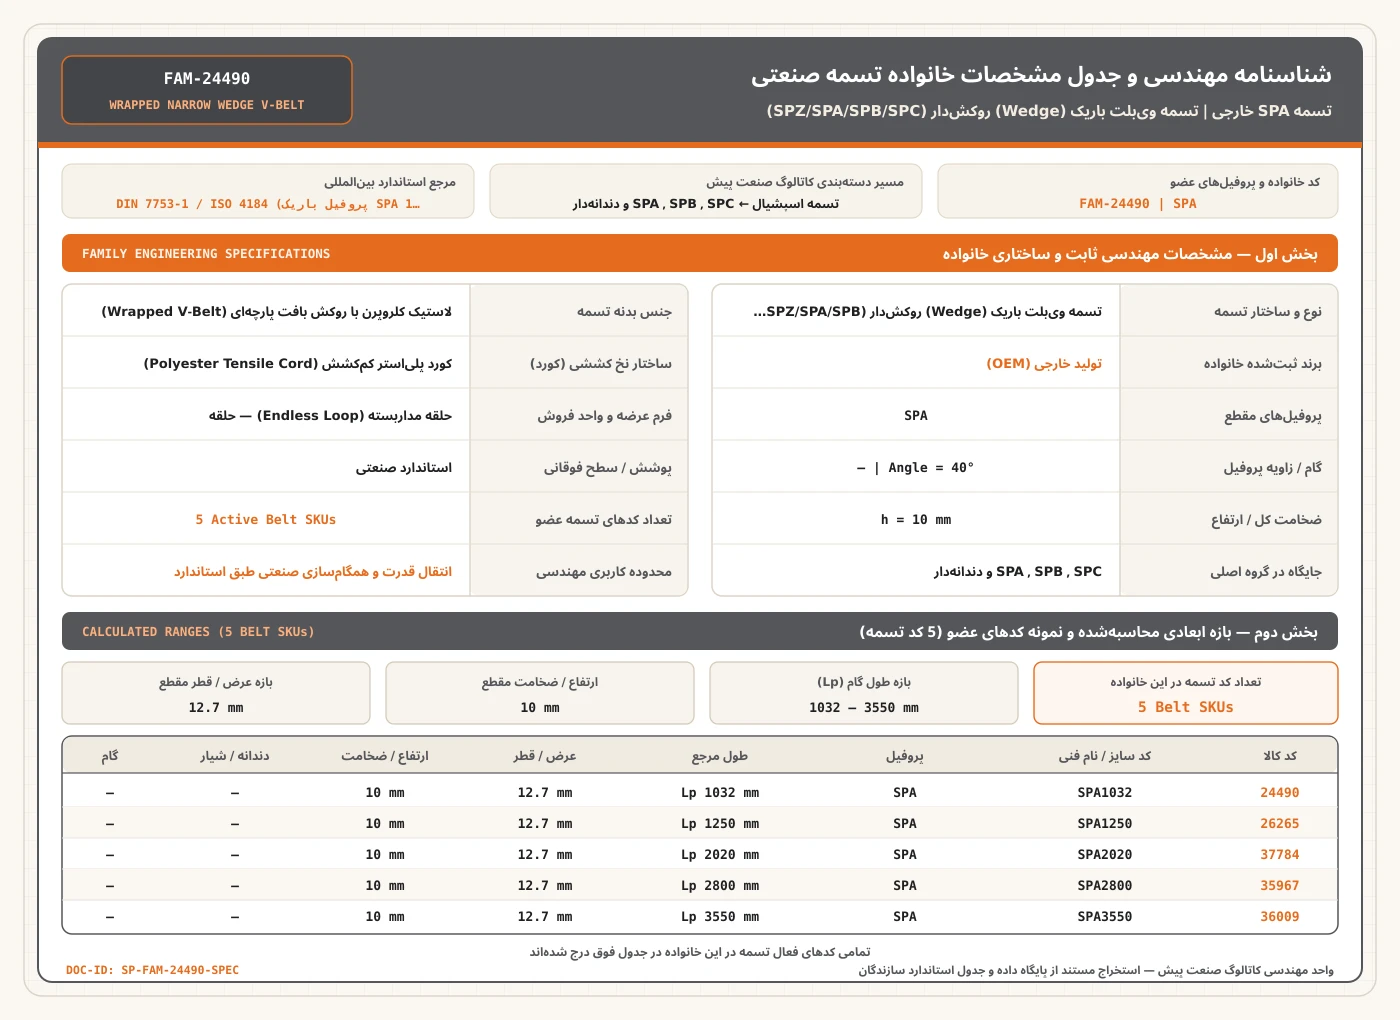 شناسنامه مهندسی و جدول مشخصات خانواده تسمه صنعتی
تسمه SPA خارجی | تسمه وی‌بلت باریک (Wedge) روکش‌دار (SPZ/SPA/SPB/SPC)
FAM-24490
WRAPPED NARROW WEDGE V-BELT
کد خانواده و پروفیل‌های عضو
FAM-24490 | SPA
مسیر دسته‌بندی کاتالوگ صنعت پیش
تسمه اسپشیال ← SPA , SPB , SPC و دندانه‌دار
مرجع استاندارد بین‌المللی
DIN 7753-1 / ISO 4184 (پروفیل باریک SPA 1…
بخش اول — مشخصات مهندسی ثابت و ساختاری خانواده
FAMILY ENGINEERING SPECIFICATIONS
نوع و ساختار تسمه
تسمه وی‌بلت باریک (Wedge) روکش‌دار (SPZ/SPA/SPB...
برند ثبت‌شده خانواده
تولید خارجی (OEM)
پروفیل‌های مقطع
SPA
گام / زاویه پروفیل
— | Angle = 40°
ضخامت کل / ارتفاع
h = 10 mm
جایگاه در گروه اصلی
SPA , SPB , SPC و دندانه‌دار
جنس بدنه تسمه
لاستیک کلروپرن با روکش بافت پارچه‌ای (Wrapped V-Belt)
ساختار نخ کششی (کورد)
کورد پلی‌استر کم‌کشش (Polyester Tensile Cord)
فرم عرضه و واحد فروش
حلقه مداربسته (Endless Loop) — حلقه
پوشش / سطح فوقانی
استاندارد صنعتی
تعداد کدهای تسمه عضو
5 Active Belt SKUs
محدوده کاربری مهندسی
انتقال قدرت و همگام‌سازی صنعتی طبق استاندارد
بخش دوم — بازه ابعادی محاسبه‌شده و نمونه کدهای عضو (5 کد تسمه)
CALCULATED RANGES (5 BELT SKUs)
تعداد کد تسمه در این خانواده
5 Belt SKUs
بازه طول گام (Lp)
1032 – 3550 mm
ارتفاع / ضخامت مقطع
10 mm
بازه عرض / قطر مقطع
12.7 mm
کد کالا	کد سایز / نام فنی	پروفیل	طول مرجع	عرض / قطر	ارتفاع / ضخامت	دندانه / شیار	گام
24490	SPA1032	SPA	Lp 1032 mm	12.7 mm	10 mm	—	—
26265	SPA1250	SPA	Lp 1250 mm	12.7 mm	10 mm	—	—
37784	SPA2020	SPA	Lp 2020 mm	12.7 mm	10 mm	—	—
35967	SPA2800	SPA	Lp 2800 mm	12.7 mm	10 mm	—	—
36009	SPA3550	SPA	Lp 3550 mm	12.7 mm	10 mm	—	—
تمامی کدهای فعال تسمه در این خانواده در جدول فوق درج شده‌اند
واحد مهندسی کاتالوگ صنعت پیش — استخراج مستند از پایگاه داده و جدول استاندارد سازندگان
DOC-ID: SP-FAM-24490-SPEC